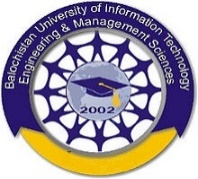 Balochistan University of Information Technology
Engineering & Management Sciences
2002